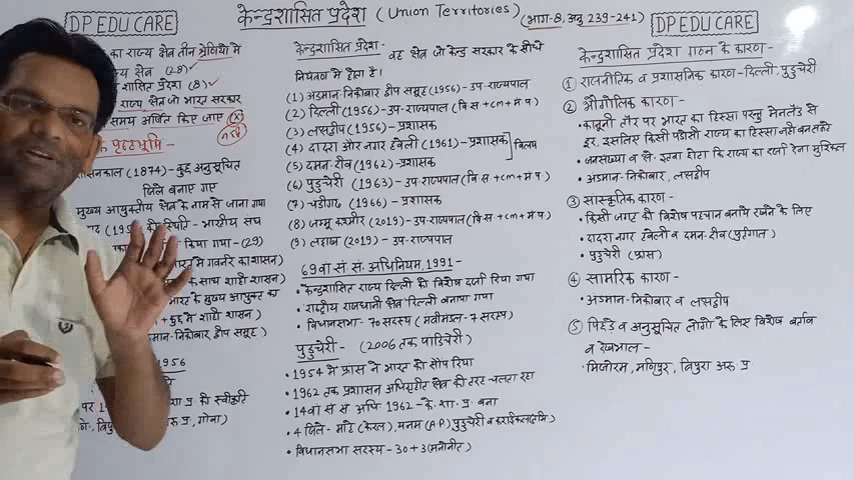 DP EDU CARE
केन्द्रशासित प्रदेश (Union Territories) (भाग-8, अनु 239-241)
DP EDU CARE
का राज्य क्षेत्र तीन श्रेणियों में
क्षेत्र (28)
शासित प्रदेश (8)
राज्य क्षेत्र जो भारत सरकार
समय अर्जित किए जाए (X)
पृष्ठभूमि -
(1874) - कुछ अनुसूचित
जिले बनाए गए
मुख्य आयुक्तीय क्षेत्र के नाम से जाना गया
की स्थिति - भारतीय संघ
किया गया - (29)
में गवर्नर का शासन)
के साथ शाही शासन)
भारत के मुख्य आयुक्त का
+ कुछ में शाही शासन)
निकोबार द्वीप समूह)
1956
की स्वीकृति
प्र, गोवा)
केन्द्रशासित प्रदेश - वह क्षेत्र जो केन्द्र सरकार के सीधे
नियंत्रण में होता है।
(1) अंडमान-निकोबार द्वीप समूह (1956) - उप-राज्यपाल
(2) दिल्ली (1956) - उप-राज्यपाल (वि स + cm + मं प)
(3) लक्षद्वीप (1956) - प्रशासक
(4) दादरा और नगर हवेली (1961) - प्रशासक
(5) दमन-दीव (1962) - प्रशासक
विलय
(6) पुडुचेरी (1963) - उप-राज्यपाल (वि स + cm + मं प)
(7) चंडीगढ (1966) - प्रशासक
(8) जम्मू कश्मीर (2019) - उप-राज्यपाल (वि स + cm + मं प)
(9) लद्दाख (2019) - उप-राज्यपाल
69वां सं. सं. अधिनियम, 1991 -
• केन्द्रशासित राज्य दिल्ली को विशेष दर्जा दिया गया
• राष्ट्रीय राजधानी क्षेत्र दिल्ली बनाया गया
• विधानसभा - 70 सदस्य (मंत्रीमंडल - 7 सदस्य)
पुडुचेरी - (2006 तक पांडिचेरी)
• 1954 में फ्रांस ने भारत को सौंप दिया
• 1962 तक प्रशासन अधिगृहीत क्षेत्र की तरह चलता रहा
• 14वां सं सं अधि. 1962 - के. शा. प्र. बना
• 4 जिले - माहे (केरल), यनम (A.P.) पुडुचेरी व कराईकल
• विधानसभा सदस्य - 30 + 3 (मनोनीत)
केन्द्रशासित प्रदेश गठन के कारण -
① राजनीतिक व प्रशासनिक कारण - दिल्ली, पुडुचेरी
② भौगोलिक कारण -
• कानूनी तौर पर भारत का हिस्सा परन्तु मेनलैंड से
दूर, इसलिए किसी पडौसी राज्य का हिस्सा नहीं बन सकते
• जनसंख्या व क्षे. इतना छोटा कि राज्य का दर्जा देना मुश्किल
• अंडमान-निकोबार, लक्षद्वीप
③ सांस्कृतिक कारण -
• किसी जगह की विशेष पहचान बनाये रखने के लिए
• दादरा नगर हवेली व दमन-दीव (पुर्तगाल)
• पुडुचेरी (फ्रांस)
④ सामरिक कारण -
• अंडमान-निकोबार व लक्षद्वीप
⑤ पिछड़े व अनुसूचित लोगों के लिए विशेष बर्ताव
व देखभाल -
• मिजोरम, मणिपुर, त्रिपुरा अरू प्र